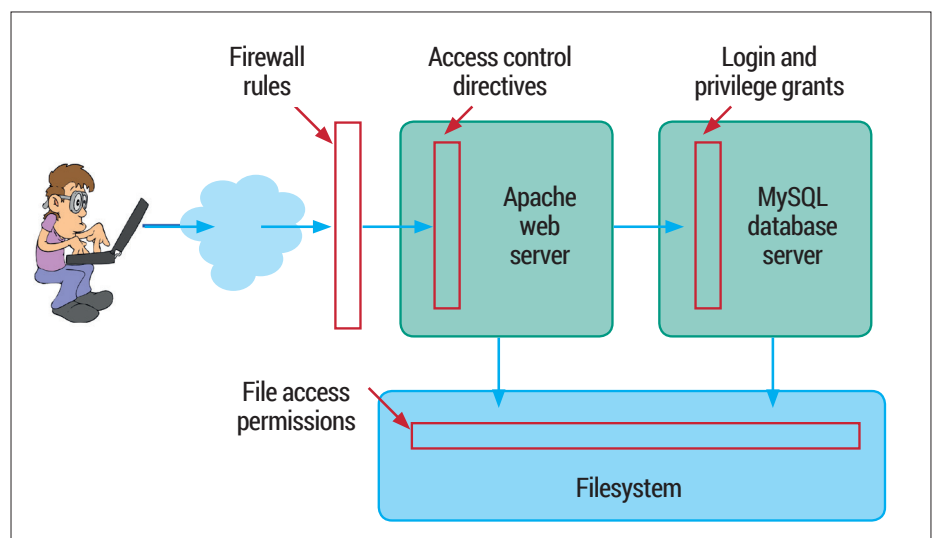 Firewall
rules
Access control
directives
Login and
privilege grants
Apache
web
server
MySQL
database
server
File access
permissions
Filesystem